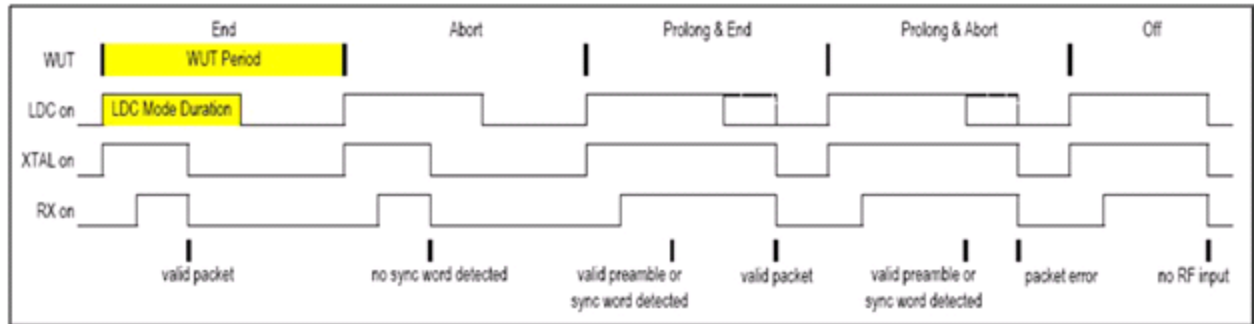 End
Abort
Prolong & End
Prolong & Abort
Off
WUT
WUT Period
LDC on
LDC Mode Duration
XTAL on
RX on
valid packet
no sync word detected
valid preamble or
sync word detected
valid packet
valid preamble or
sync word detected
packet error
no RF input